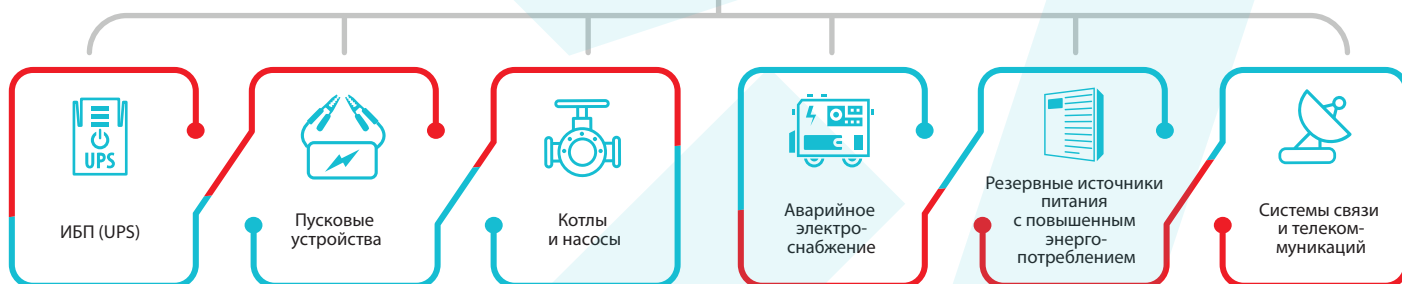 UPS
ИБП (UPS)
Пусковые
устройства
Котлы
и насосы
Аварийное
электро-
снабжение
Резервные источники
питания
с повышенным
энерго-
потреблением
Системы связи
и телеком-
муникаций